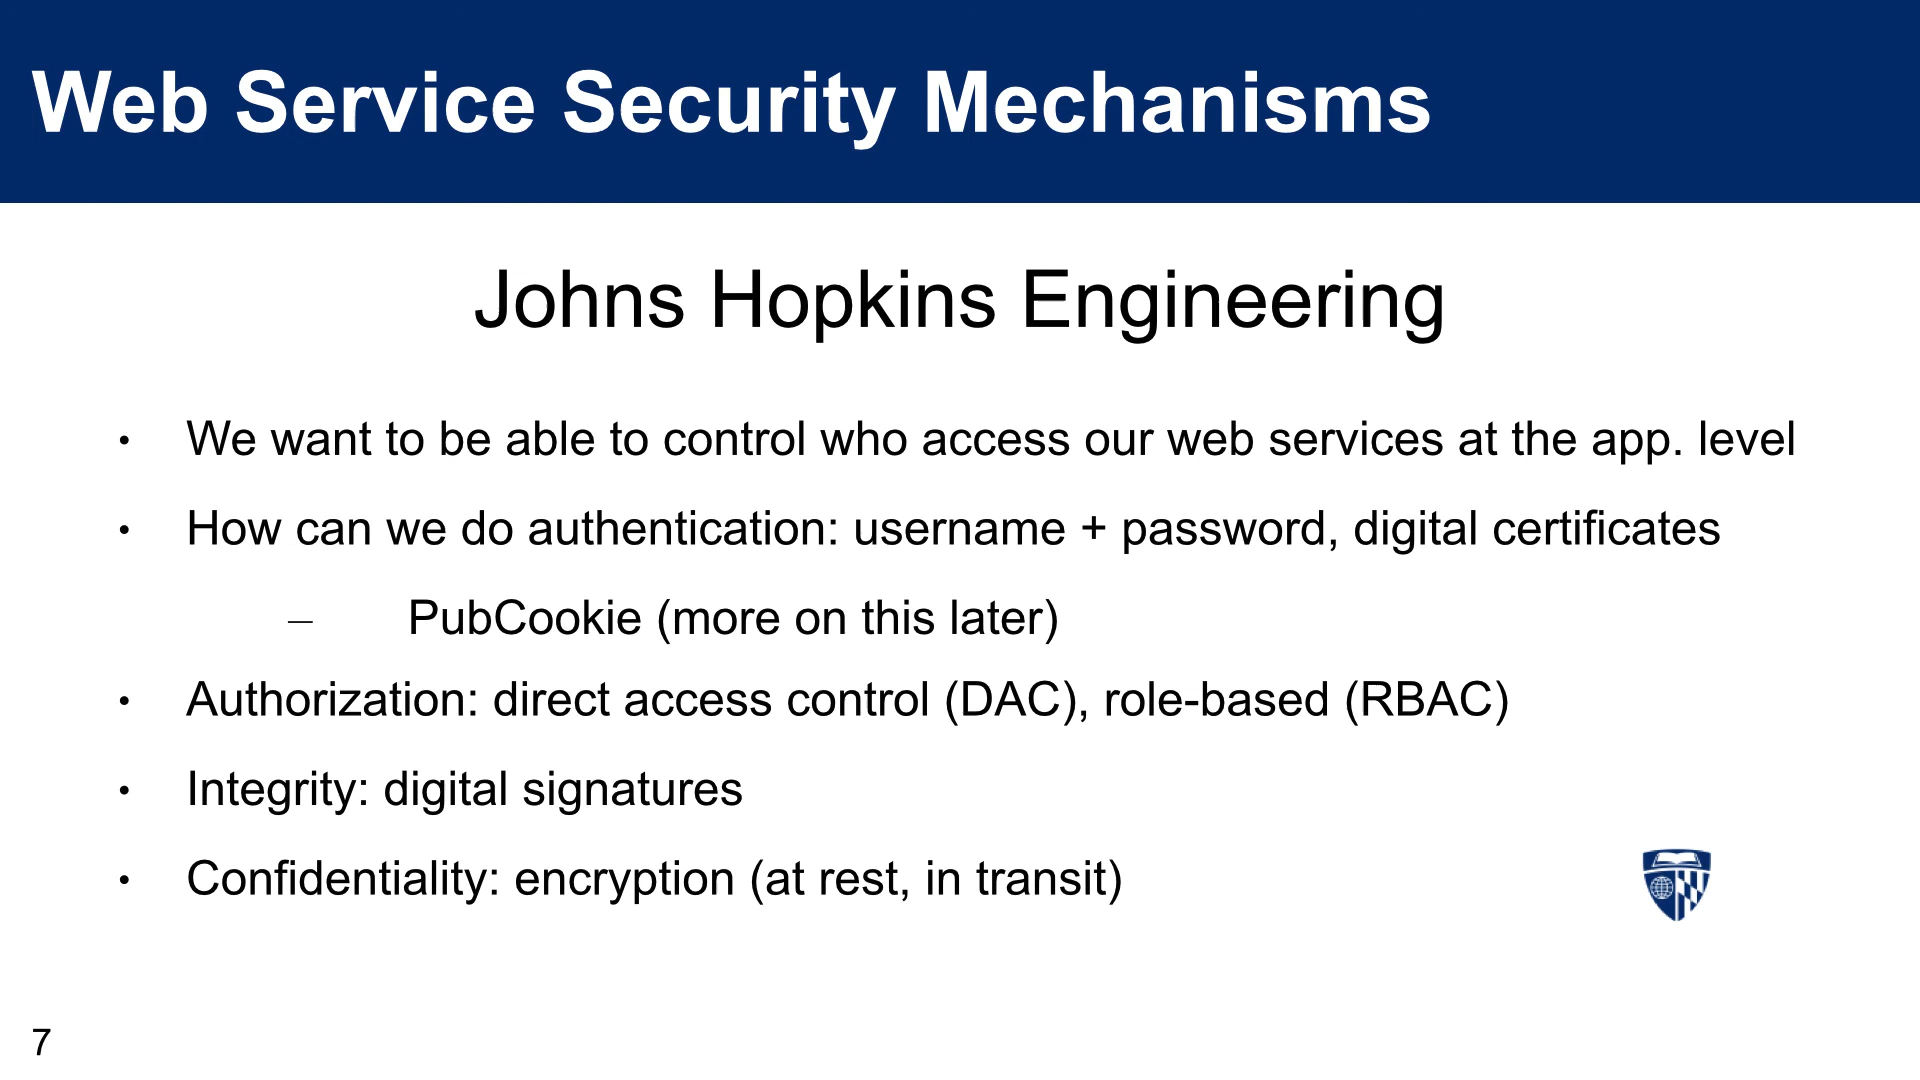 Web Service Security Mechanisms
Johns Hopkins Engineering
• We want to be able to control who access our web services at the app. level
• How can we do authentication: username + password, digital certificates
– PubCookie (more on this later)
• Authorization: direct access control (DAC), role-based (RBAC)
• Integrity: digital signatures
• Confidentiality: encryption (at rest, in transit)
7